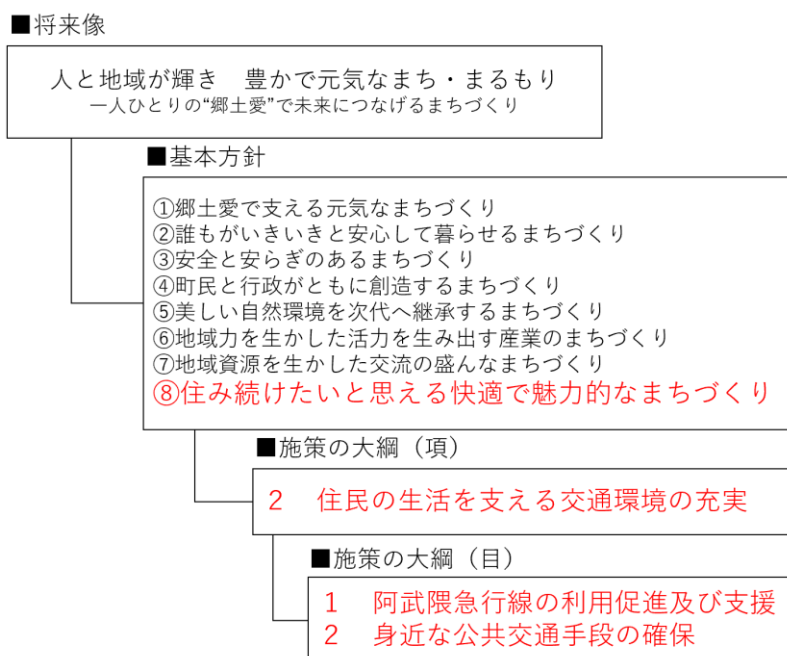 ■将来像
人と地域が輝き　豊かで元気なまち・まるもり
一人ひとりの“郷土愛”で未来につなげるまちづくり
■基本方針
①郷土愛で支える元気なまちづくり
②誰もがいきいきと安心して暮らせるまちづくり
③安全と安らぎのあるまちづくり
④町民と行政がともに創造するまちづくり
⑤美しい自然環境を次代へ継承するまちづくり
⑥地域力を生かした活力を生み出す産業のまちづくり
⑦地域資源を生かした交流の盛んなまちづくり
⑧住み続けたいと思える快適で魅力的なまちづくり
■施策の大綱（項）
2　住民の生活を支える交通環境の充実
■施策の大綱（目）
1　阿武隈急行線の利用促進及び支援
2　身近な公共交通手段の確保